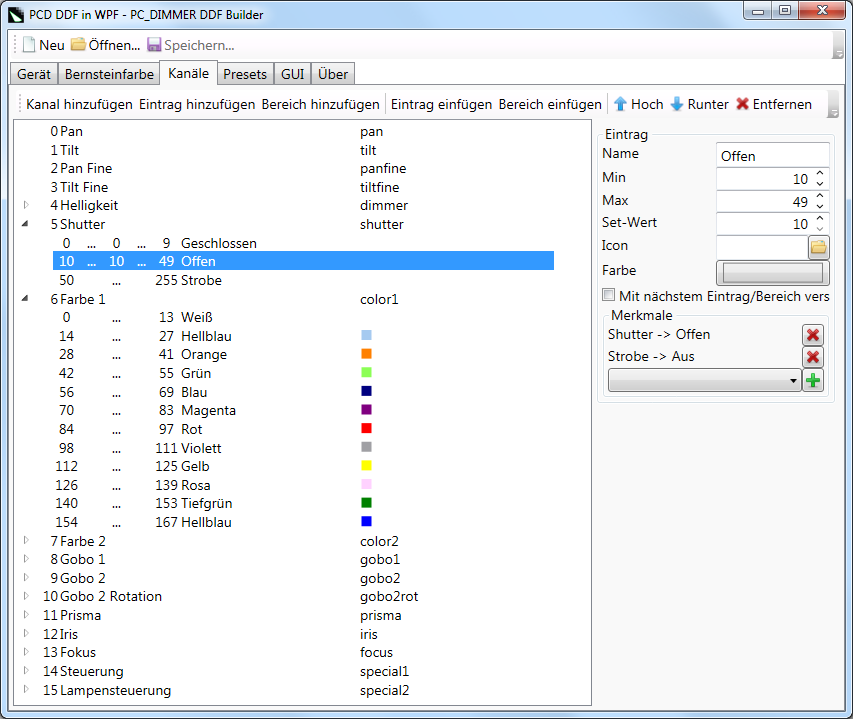 PCD DDF in WPF - PC_DIMMER DDF Builder
Neu Öffnen... Speichern...
Gerät Bernsteinfarbe Kanäle Presets GUI Über
Kanal hinzufügen Eintrag hinzufügen Bereich hinzufügen Eintrag einfügen Bereich einfügen Hoch Runter Entfernen
0 Pan pan
1 Tilt tilt
2 Pan Fine panfine
3 Tilt Fine tiltfine
4 Helligkeit dimmer
5 Shutter shutter
0 ... 0 ... 9 Geschlossen
10 ... 10 ... 49 Offen
50 ... 255 Strobe
6 Farbe 1 color1
0 ... 13 Weiß
14 ... 27 Hellblau
28 ... 41 Orange
42 ... 55 Grün
56 ... 69 Blau
70 ... 83 Magenta
84 ... 97 Rot
98 ... 111 Violett
112 ... 125 Gelb
126 ... 139 Rosa
140 ... 153 Tiefgrün
154 ... 167 Hellblau
7 Farbe 2 color2
8 Gobo 1 gobo1
9 Gobo 2 gobo2
10 Gobo 2 Rotation gobo2rot
11 Prisma prisma
12 Iris iris
13 Fokus focus
14 Steuerung special1
15 Lampensteuerung special2
Eintrag
Name Offen
Min 10
Max 49
Set-Wert 10
Icon
Farbe
Mit nächstem Eintrag/Bereich vers
Merkmale
Shutter -> Offen
Strobe -> Aus